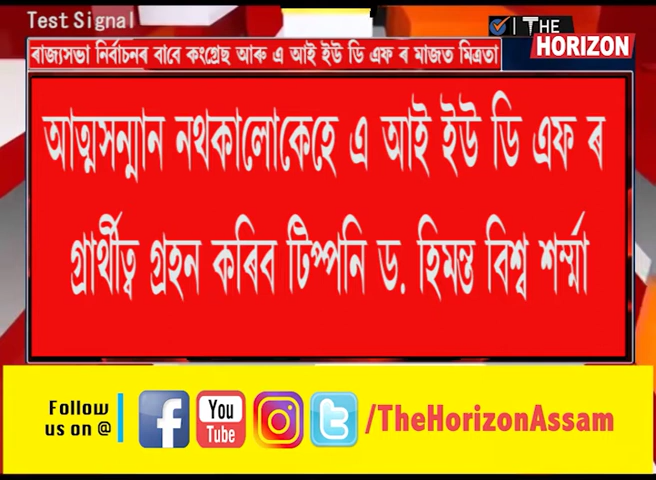 Test Signal
THE
HORIZON
ৰাজ্যসভা নিৰ্বাচনৰ বাবে কংগ্ৰেছ আৰু এ আই ইউ ডি এফ ৰ মাজত মিত্ৰতা
আত্মসন্মান নথকালোকেহে এ আই ইউ ডি এফ ৰ
গ্ৰাৰ্থীত্ব গ্ৰহন কৰিব টিপ্পনি ড. হিমন্ত বিশ্ব শৰ্ম্মা
Follow
us on @
You
Tube
/TheHorizonAssam